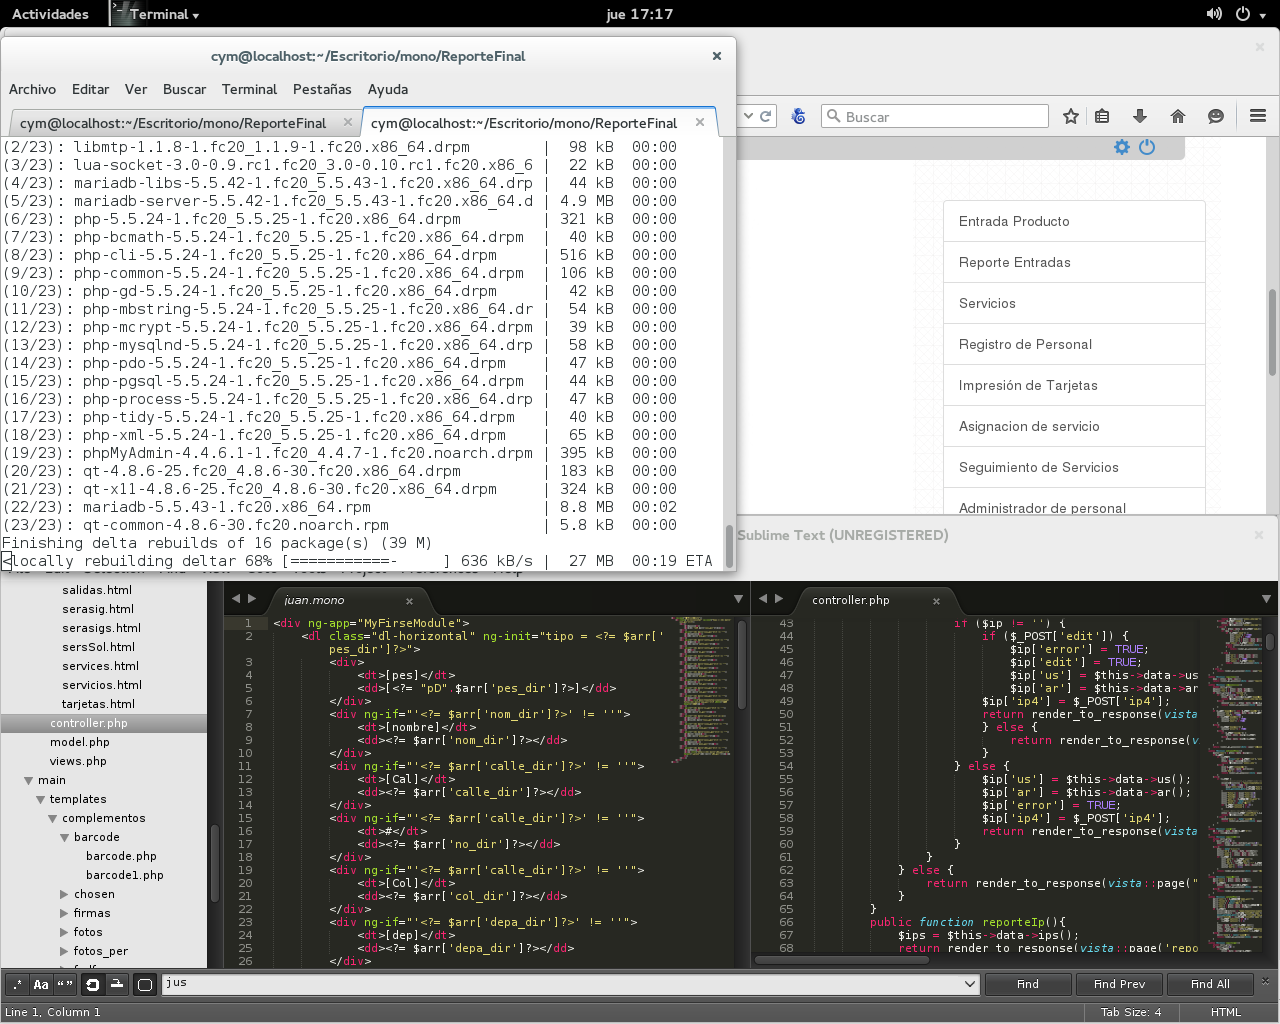 Actividades
Terminal
jue 17:17
cym@localhost:~/Escritorio/mono/ReporteFinal
Archivo Editar Ver Buscar Terminal Pestañas Ayuda
cym@localhost:~/Escritorio/mono/ReporteFinal
cym@localhost:~/Escritorio/mono/ReporteFinal
(2/23): libmtp-1.1.8-1.fc20_1.1.9-1.fc20.x86_64.drpm | 98 kB 00:00
(3/23): lua-socket-3.0-0.9.rc1.fc20_3.0-0.10.rc1.fc20.x86_6 | 22 kB 00:00
(4/23): mariadb-libs-5.5.42-1.fc20_5.5.43-1.fc20.x86_64.drp | 44 kB 00:00
(5/23): mariadb-server-5.5.42-1.fc20_5.5.43-1.fc20.x86_64.d | 4.9 MB 00:00
(6/23): php-5.5.24-1.fc20_5.5.25-1.fc20.x86_64.drpm | 321 kB 00:00
(7/23): php-bcmath-5.5.24-1.fc20_5.5.25-1.fc20.x86_64.drpm | 40 kB 00:00
(8/23): php-cli-5.5.24-1.fc20_5.5.25-1.fc20.x86_64.drpm | 516 kB 00:00
(9/23): php-common-5.5.24-1.fc20_5.5.25-1.fc20.x86_64.drpm | 106 kB 00:00
(10/23): php-gd-5.5.24-1.fc20_5.5.25-1.fc20.x86_64.drpm | 42 kB 00:00
(11/23): php-mbstring-5.5.24-1.fc20_5.5.25-1.fc20.x86_64.dr | 54 kB 00:00
(12/23): php-mcrypt-5.5.24-1.fc20_5.5.25-1.fc20.x86_64.drpm | 39 kB 00:00
(13/23): php-mysqlnd-5.5.24-1.fc20_5.5.25-1.fc20.x86_64.drp | 58 kB 00:00
(14/23): php-pdo-5.5.24-1.fc20_5.5.25-1.fc20.x86_64.drpm | 47 kB 00:00
(15/23): php-pgsql-5.5.24-1.fc20_5.5.25-1.fc20.x86_64.drpm | 44 kB 00:00
(16/23): php-process-5.5.24-1.fc20_5.5.25-1.fc20.x86_64.drp | 47 kB 00:00
(17/23): php-tidy-5.5.24-1.fc20_5.5.25-1.fc20.x86_64.drpm | 40 kB 00:00
(18/23): php-xml-5.5.24-1.fc20_5.5.25-1.fc20.x86_64.drpm | 65 kB 00:00
(19/23): phpMyAdmin-4.4.6.1-1.fc20_4.4.7-1.fc20.noarch.drpm | 395 kB 00:00
(20/23): qt-4.8.6-25.fc20_4.8.6-30.fc20.x86_64.drpm | 183 kB 00:00
(21/23): qt-x11-4.8.6-25.fc20_4.8.6-30.fc20.x86_64.drpm | 324 kB 00:00
(22/23): mariadb-5.5.43-1.fc20.x86_64.rpm | 8.8 MB 00:02
(23/23): qt-common-4.8.6-30.fc20.noarch.rpm | 5.8 kB 00:00
Finishing delta rebuilds of 16 package(s) (39 M)
<locally rebuilding deltar 68% [===========- ] 636 kB/s | 27 MB 00:19 ETA
Buscar
Entrada Producto
Reporte Entradas
Servicios
Registro de Personal
Impresión de Tarjetas
Asignacion de servicio
Seguimiento de Servicios
Administrador de personal
Sublime Text (UNREGISTERED)
salidas.html
serasig.html
serasigs.html
sersSol.html
services.html
servicios.html
tarjetas.html
controller.php
model.php
views.php
main
templates
complementos
barcode
barcode.php
barcode1.php
chosen
firmas
fotos
fotos_per
juan.mono
1 <div ng-app="MyFirseModule">
2 <dl class="dl-horizontal" ng-init="tipo = <?= $arr['
pes_dir']?>">
3 <div>
4 <dt>[pes]</dt>
5 <dd>[<?= "pD".$arr['pes_dir']?>]</dd>
6 </div>
7 <div ng-if="'<?= $arr['nom_dir']?>' != ''">
8 <dt>[nombre]</dt>
9 <dd><?= $arr['nom_dir']?></dd>
10 </div>
11 <div ng-if="'<?= $arr['calle_dir']?>' != ''">
12 <dt>[Cal]</dt>
13 <dd><?= $arr['calle_dir']?></dd>
14 </div>
15 <div ng-if="'<?= $arr['calle_dir']?>' != ''">
16 <dt>#</dt>
17 <dd><?= $arr['no_dir']?></dd>
18 </div>
19 <div ng-if="'<?= $arr['calle_dir']?>' != ''">
20 <dt>[Col]</dt>
21 <dd><?= $arr['col_dir']?></dd>
22 </div>
23 <div ng-if="'<?= $arr['depa_dir']?>' != ''">
24 <dt>[dep]</dt>
25 <dd><?= $arr['depa_dir']?></dd>
26 </div>
controller.php
43 if ($ip != '') {
44 if ($_POST['edit']) {
45 $ip['error'] = TRUE;
46 $ip['edit'] = TRUE;
47 $ip['us'] = $this->data->us
48 $ip['ar'] = $this->data->ar
49 $ip['ip4'] = $_POST['ip4'];
50 return render_to_response(vista
51 } else {
52 return render_to_response(v
53 }
54 } else {
55 $ip['us'] = $this->data->us();
56 $ip['ar'] = $this->data->ar();
57 $ip['error'] = TRUE;
58 $ip['ip4'] = $_POST['ip4'];
59 return render_to_response(vista
60 }
61 }
62 } else {
63 return render_to_response(vista::page("
64 }
65 }
66 public function reporteIp(){
67 $ips = $this->data->ips();
68 return render_to_response(vista::page('repo
.* Aa “”
jus
Find
Find Prev
Find All
Line 1, Column 1
Tab Size: 4
HTML